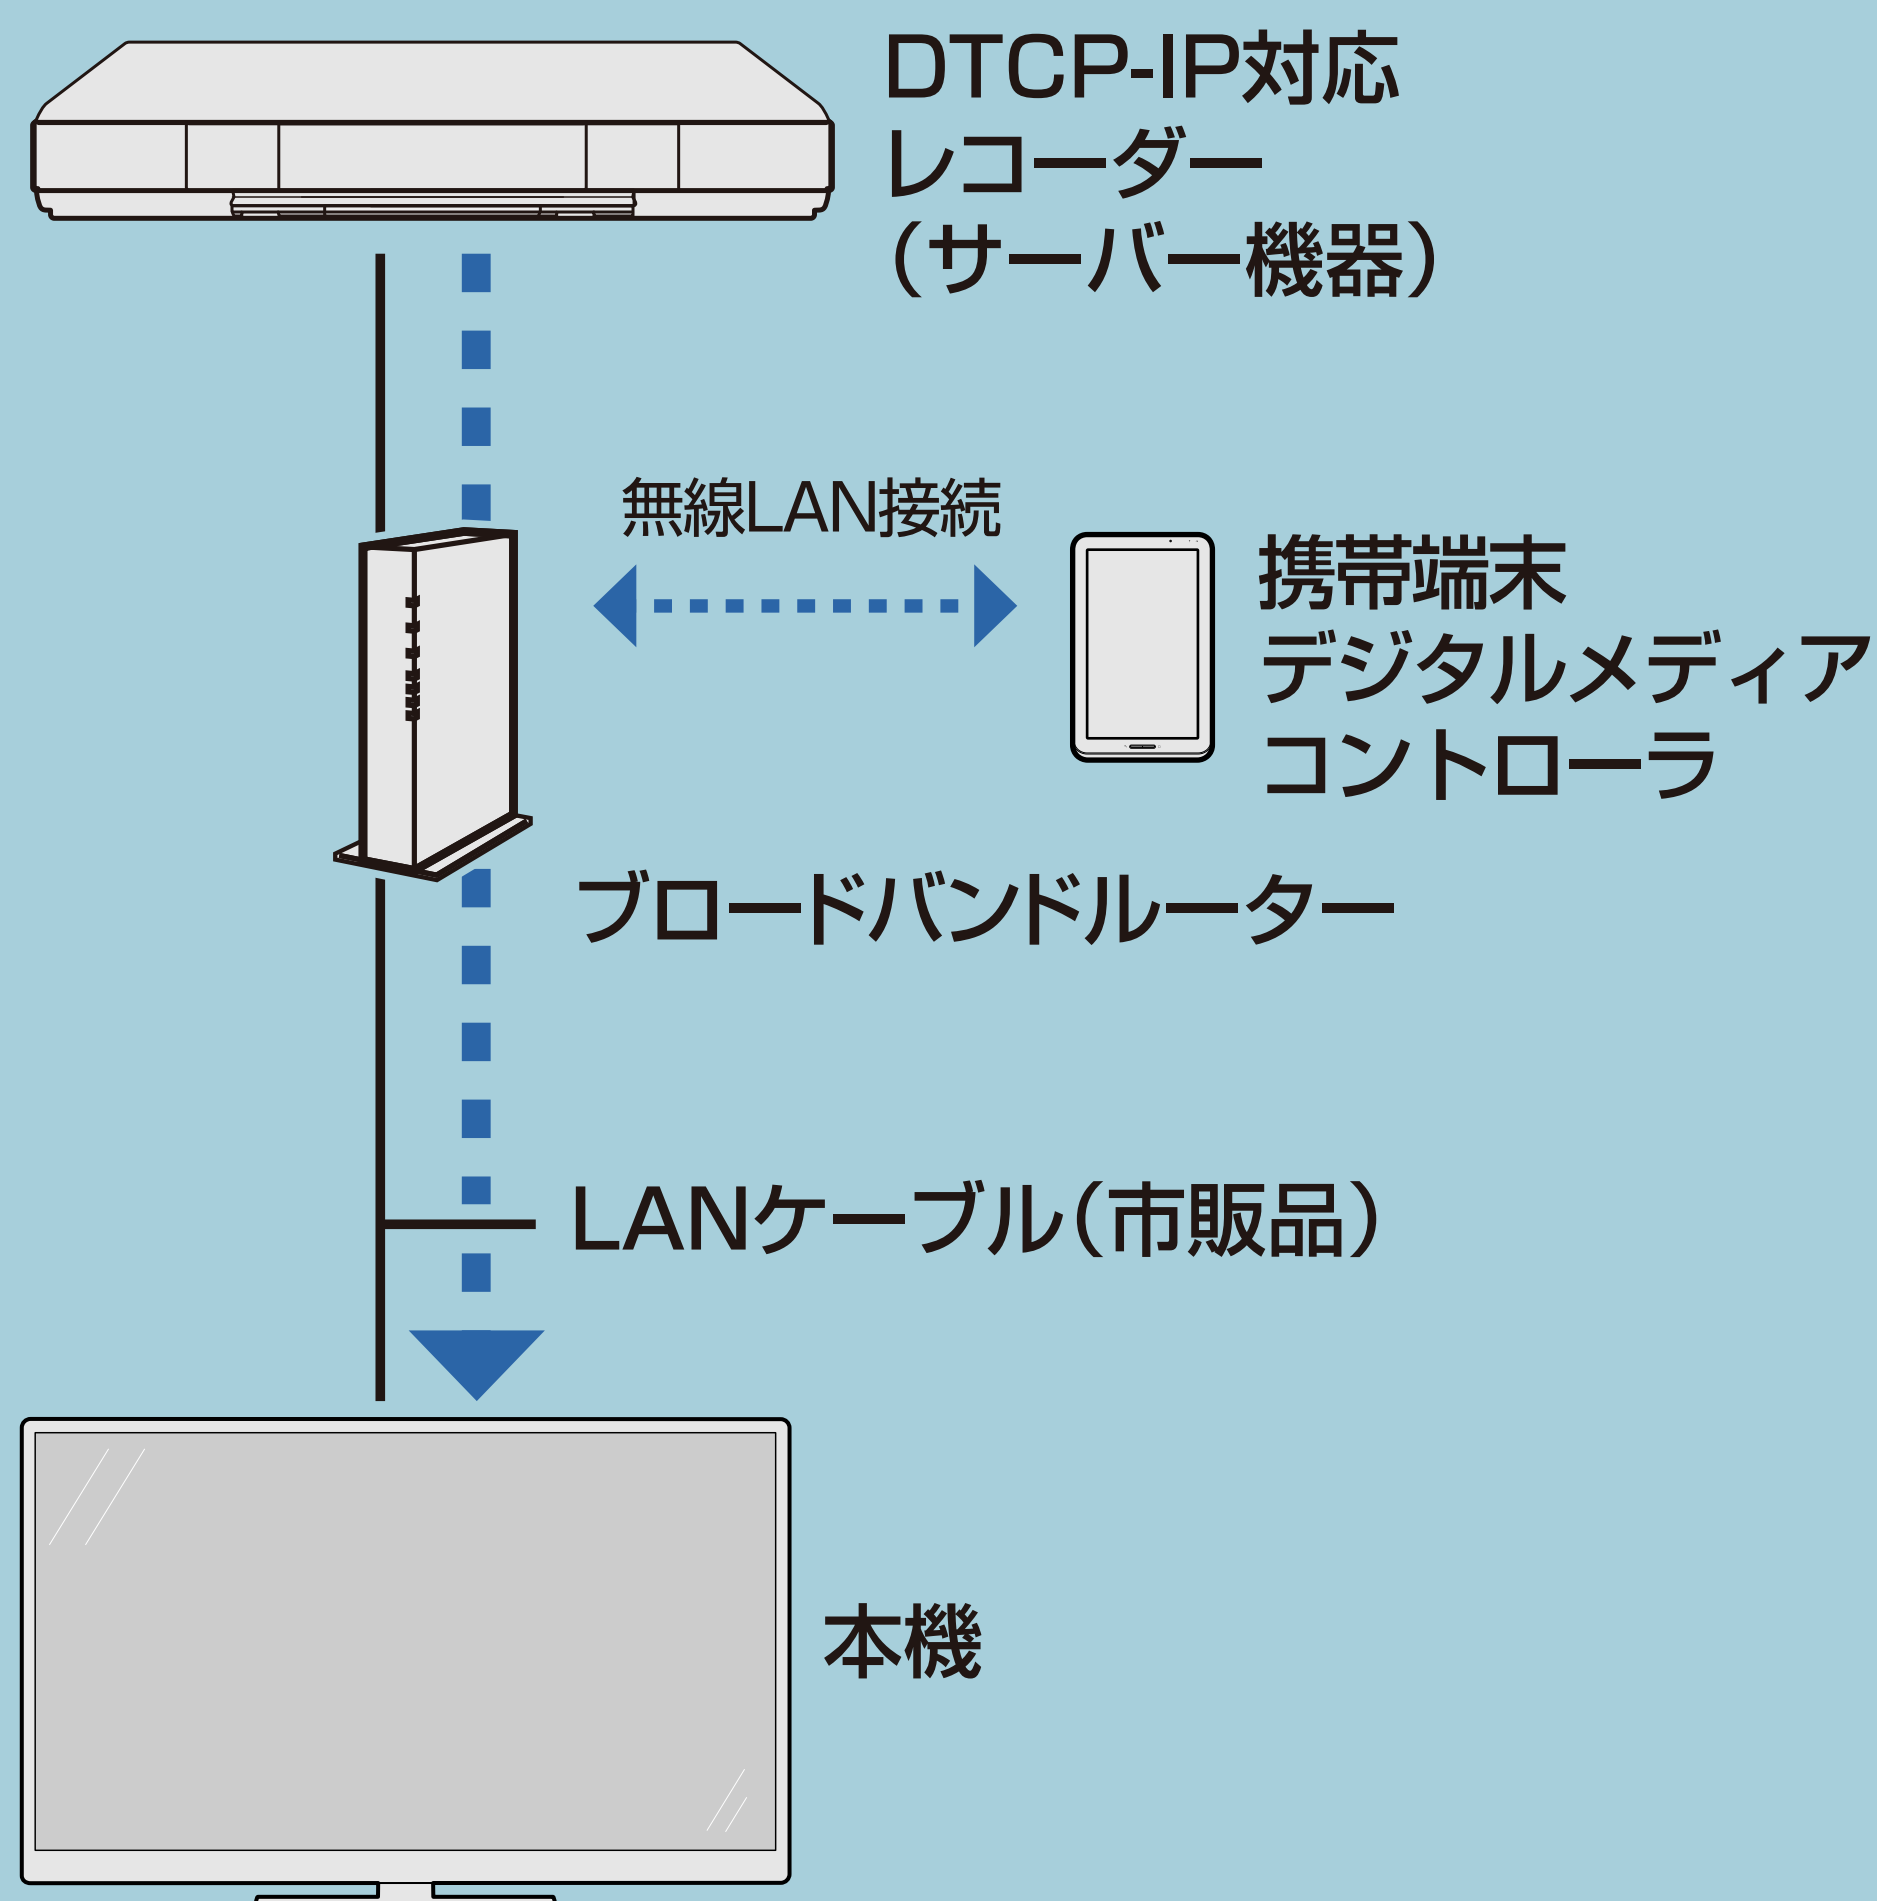 DTCP-IP対応
レコーダー
（サーバー機器）
無線LAN接続
携帯端末
デジタルメディア
コントローラ
ブロードバンドルーター
LANケーブル（市販品）
本機